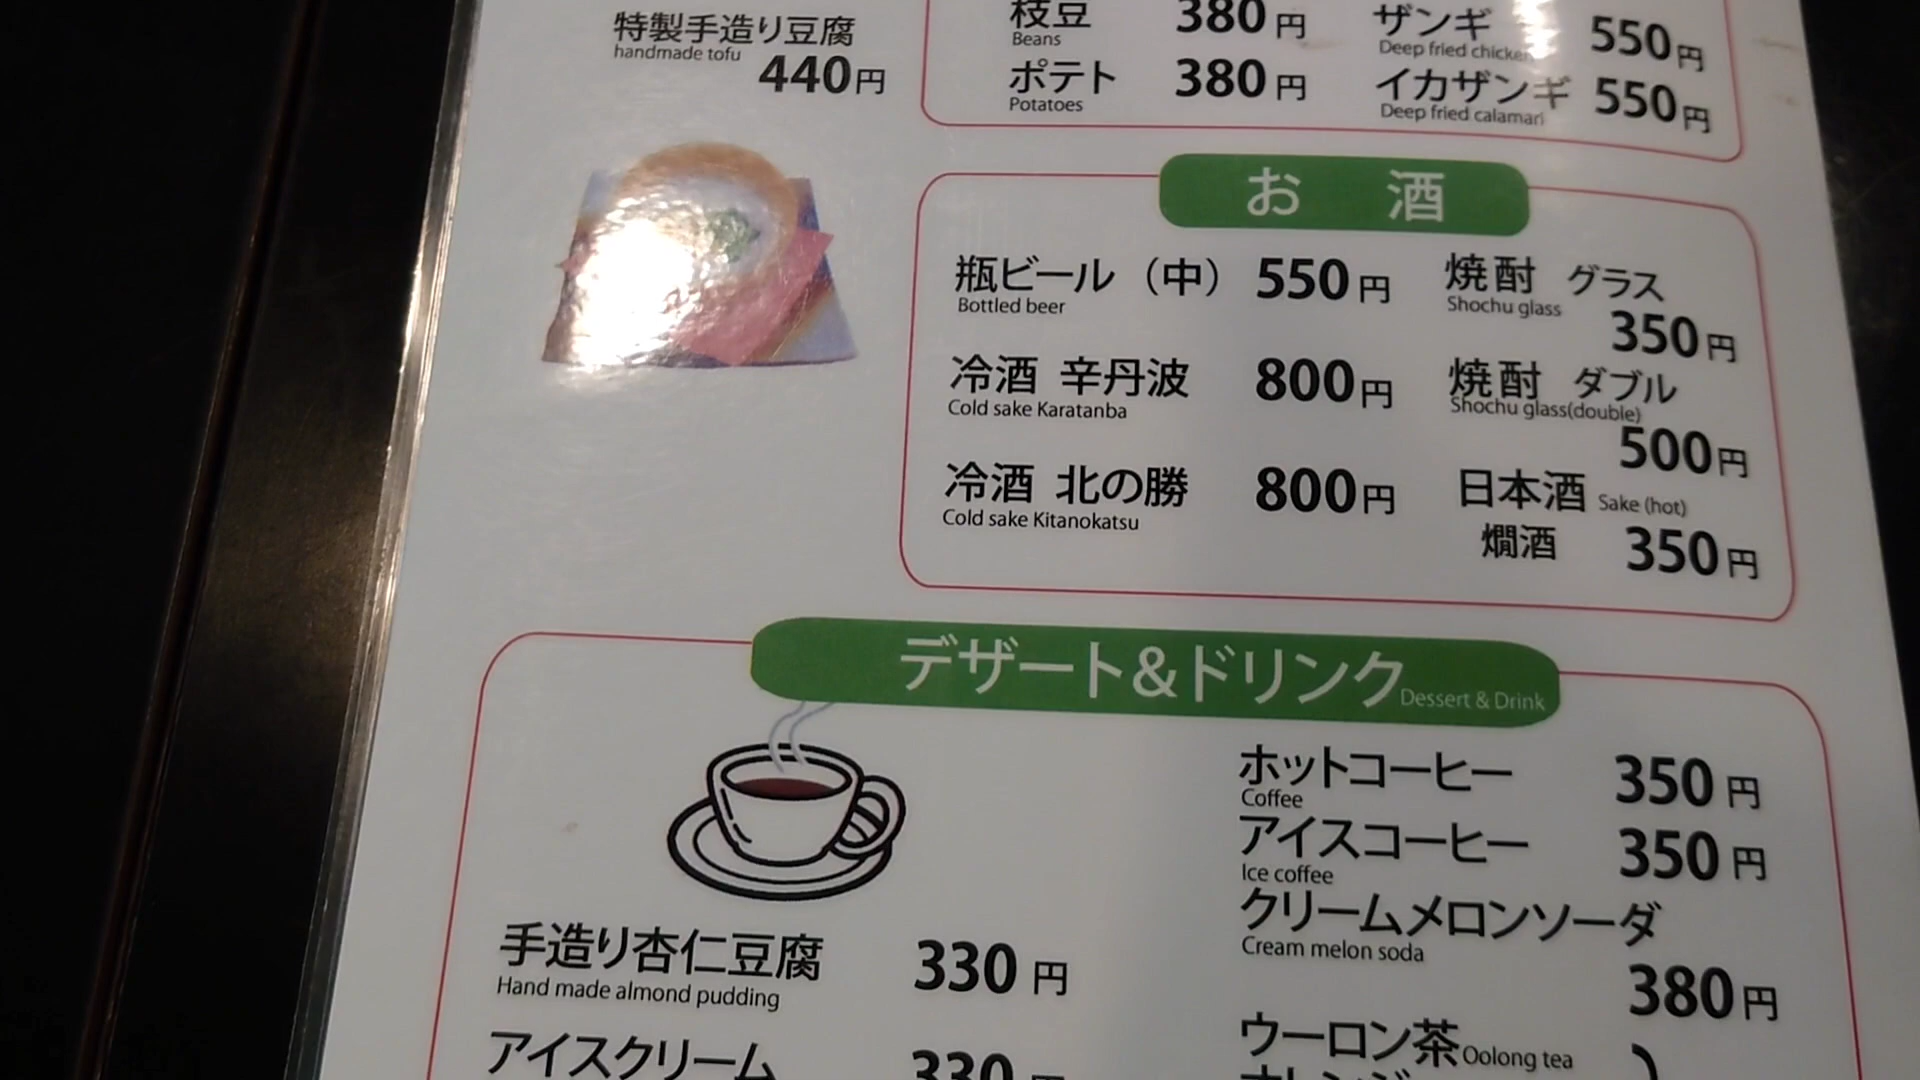 特製手造り豆腐
handmade tofu
440円
枝豆 380円
Beans
ポテト 380円
Potatoes
ザンギ 550円
Deep fried chicken
イカザンギ 550円
Deep fried calamari
お 酒
瓶ビール（中） 550円
Bottled beer
冷酒 辛丹波 800円
Cold sake Karatanba
冷酒 北の勝 800円
Cold sake Kitanokatsu
焼酎 グラス
Shochu glass
350円
焼酎 ダブル
Shochu glass(double)
500円
日本酒 Sake (hot)
燗酒 350円
デザート&ドリンク Dessert & Drink
手造り杏仁豆腐 330円
Hand made almond pudding
アイスクリーム 330
ホットコーヒー 350円
Coffee
アイスコーヒー 350円
Ice coffee
クリームメロンソーダ
Cream melon soda
380円
ウーロン茶 Oolong tea